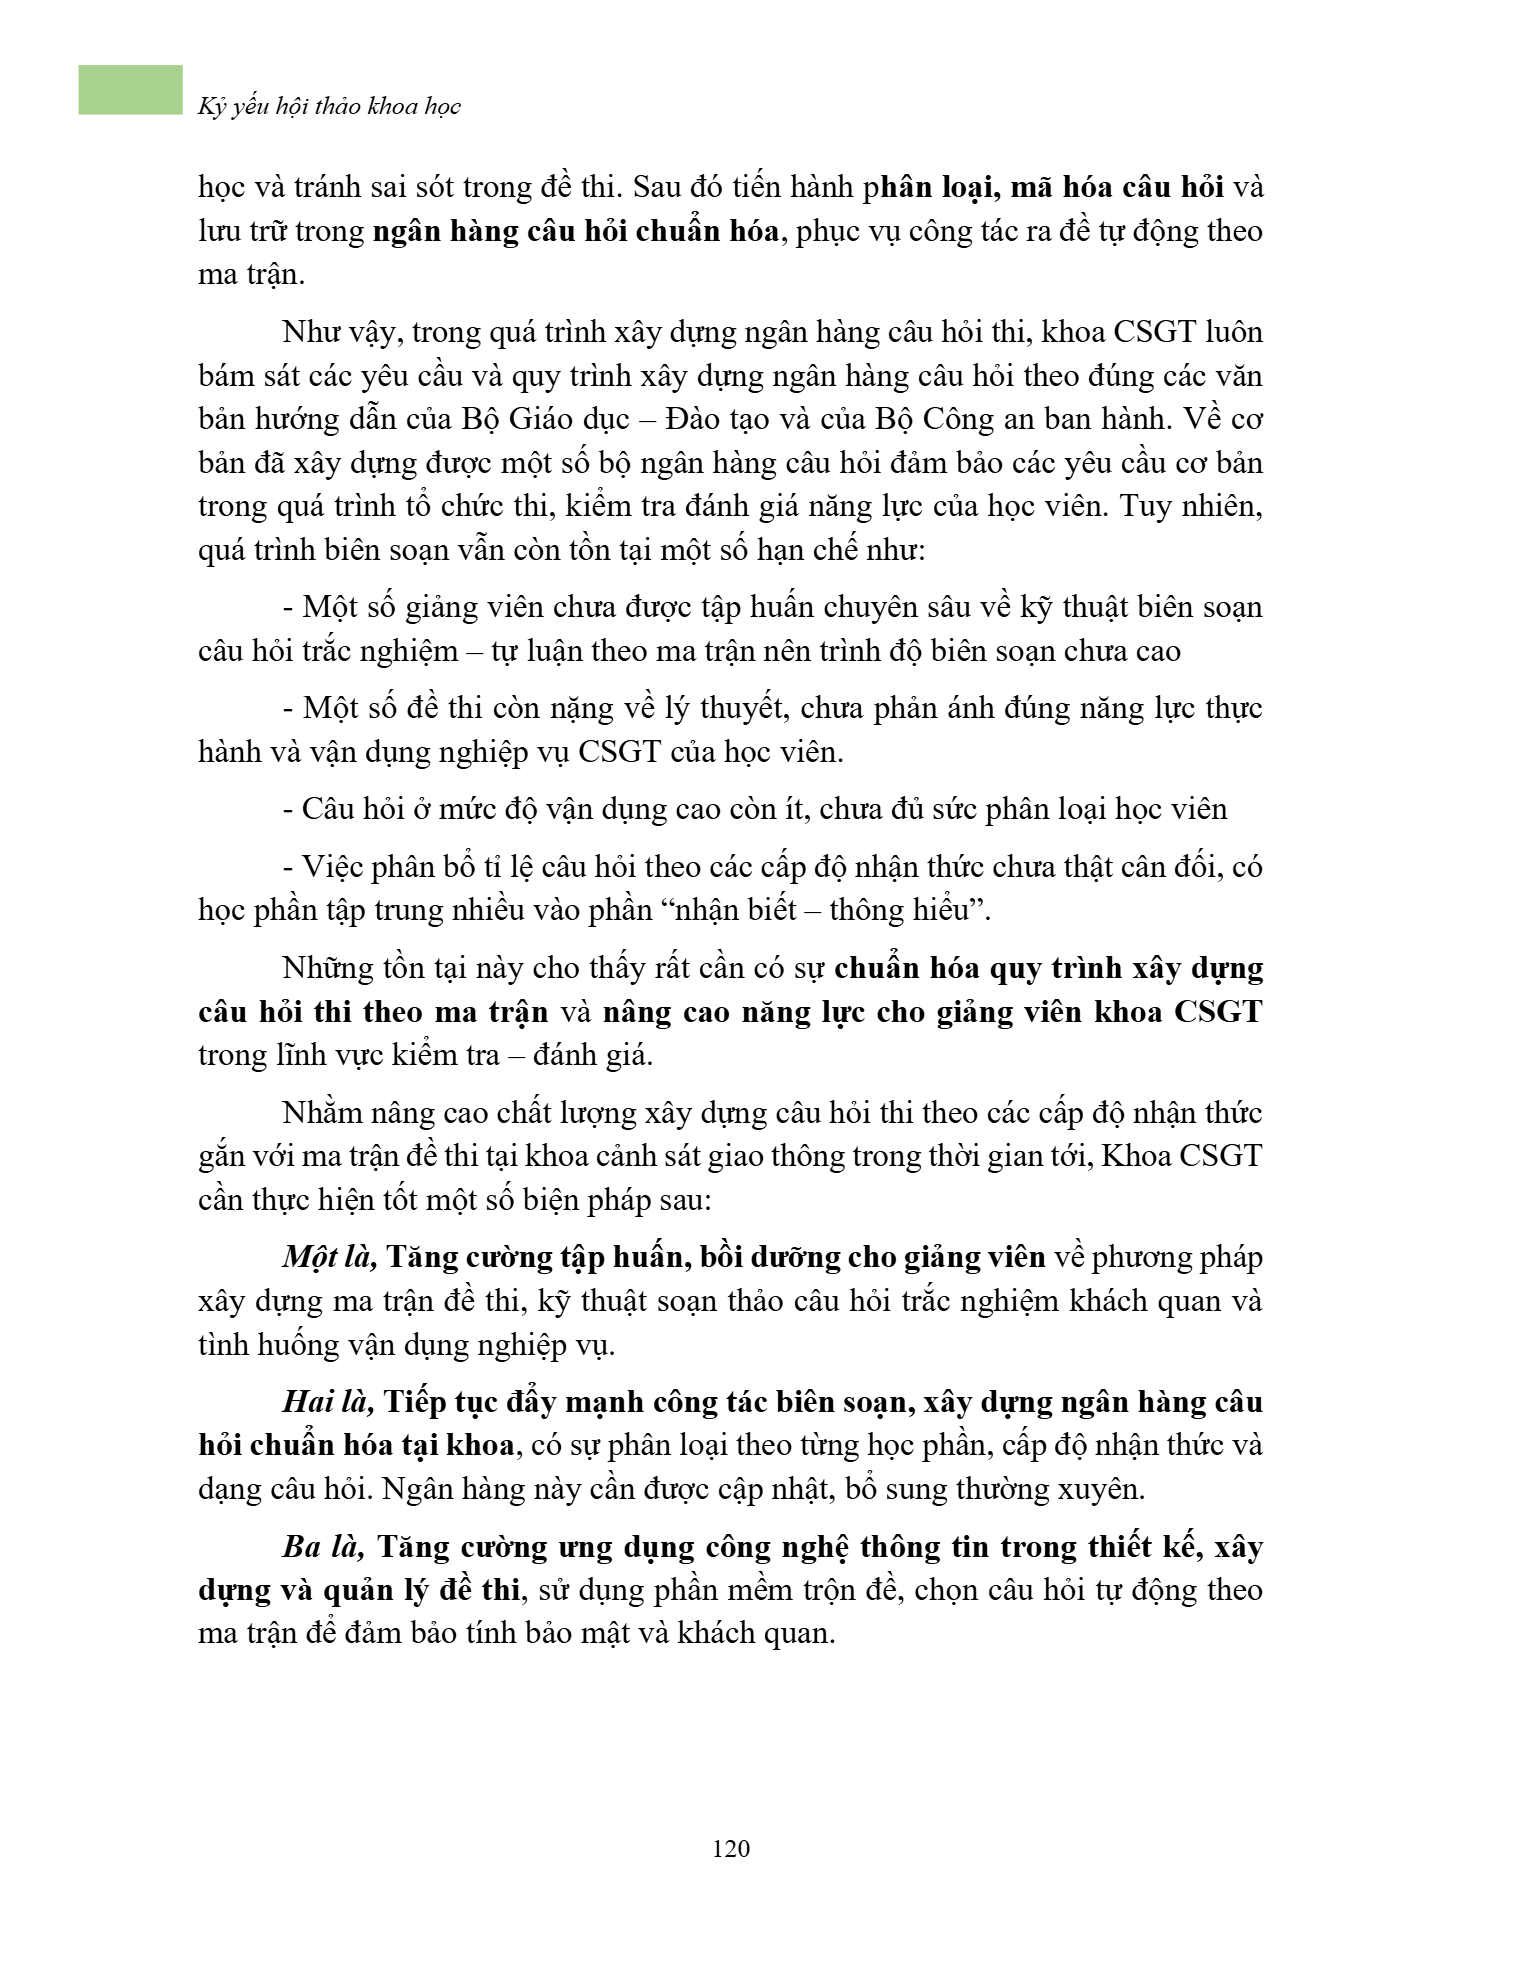 Kỷ yếu hội thảo khoa học
học và tránh sai sót trong đề thi. Sau đó tiến hành phân loại, mã hóa câu hỏi và
lưu trữ trong ngân hàng câu hỏi chuẩn hóa, phục vụ công tác ra đề tự động theo
ma trận.
Như vậy, trong quá trình xây dựng ngân hàng câu hỏi thi, khoa CSGT luôn
bám sát các yêu cầu và quy trình xây dựng ngân hàng câu hỏi theo đúng các văn
bản hướng dẫn của Bộ Giáo dục – Đào tạo và của Bộ Công an ban hành. Về cơ
bản đã xây dựng được một số bộ ngân hàng câu hỏi đảm bảo các yêu cầu cơ bản
trong quá trình tổ chức thi, kiểm tra đánh giá năng lực của học viên. Tuy nhiên,
quá trình biên soạn vẫn còn tồn tại một số hạn chế như:
- Một số giảng viên chưa được tập huấn chuyên sâu về kỹ thuật biên soạn
câu hỏi trắc nghiệm – tự luận theo ma trận nên trình độ biên soạn chưa cao
- Một số đề thi còn nặng về lý thuyết, chưa phản ánh đúng năng lực thực
hành và vận dụng nghiệp vụ CSGT của học viên.
- Câu hỏi ở mức độ vận dụng cao còn ít, chưa đủ sức phân loại học viên
- Việc phân bổ tỉ lệ câu hỏi theo các cấp độ nhận thức chưa thật cân đối, có
học phần tập trung nhiều vào phần “nhận biết – thông hiểu”.
Những tồn tại này cho thấy rất cần có sự chuẩn hóa quy trình xây dựng
câu hỏi thi theo ma trận và nâng cao năng lực cho giảng viên khoa CSGT
trong lĩnh vực kiểm tra – đánh giá.
Nhằm nâng cao chất lượng xây dựng câu hỏi thi theo các cấp độ nhận thức
gắn với ma trận đề thi tại khoa cảnh sát giao thông trong thời gian tới, Khoa CSGT
cần thực hiện tốt một số biện pháp sau:
Một là, Tăng cường tập huấn, bồi dưỡng cho giảng viên về phương pháp
xây dựng ma trận đề thi, kỹ thuật soạn thảo câu hỏi trắc nghiệm khách quan và
tình huống vận dụng nghiệp vụ.
Hai là, Tiếp tục đẩy mạnh công tác biên soạn, xây dựng ngân hàng câu
hỏi chuẩn hóa tại khoa, có sự phân loại theo từng học phần, cấp độ nhận thức và
dạng câu hỏi. Ngân hàng này cần được cập nhật, bổ sung thường xuyên.
Ba là, Tăng cường ưng dụng công nghệ thông tin trong thiết kế, xây
dựng và quản lý đề thi, sử dụng phần mềm trộn đề, chọn câu hỏi tự động theo
ma trận để đảm bảo tính bảo mật và khách quan.
120